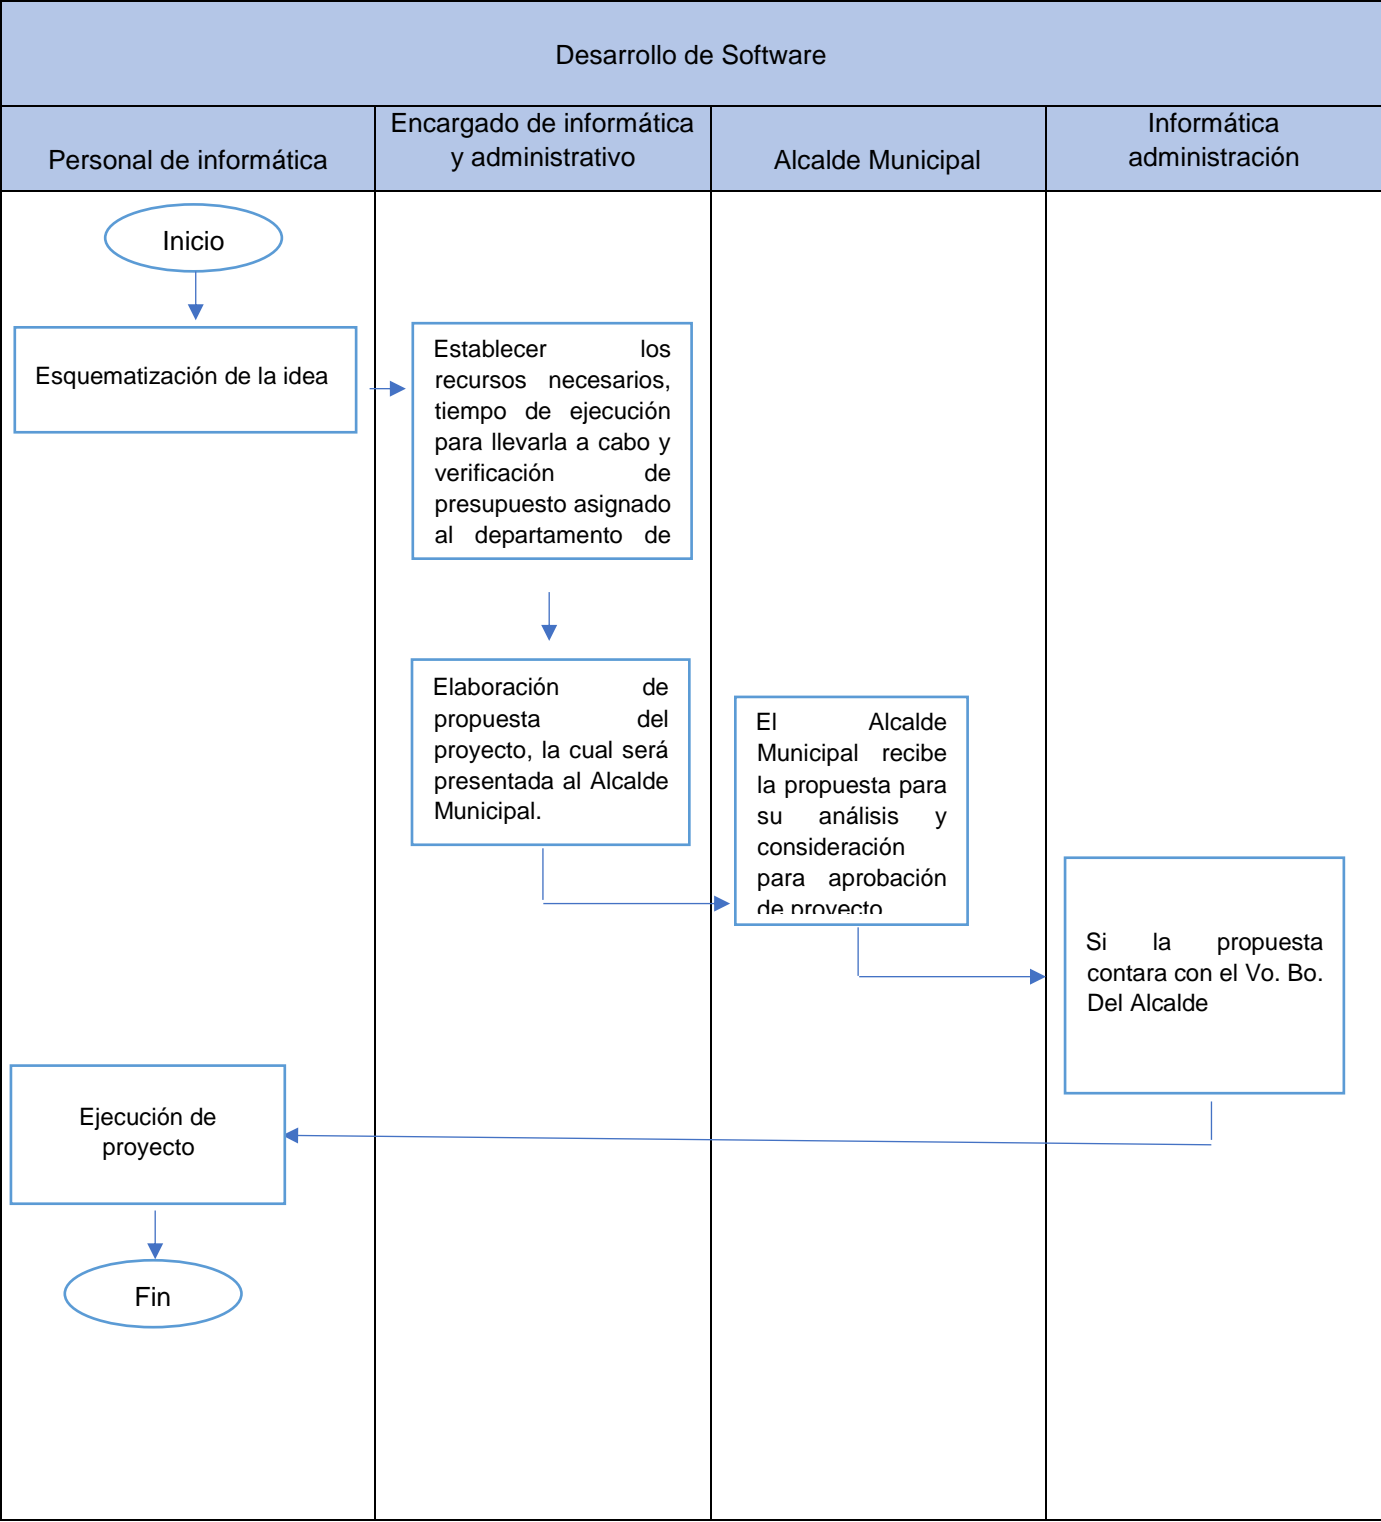 Desarrollo de Software
Personal de informática
Encargado de informática
y administrativo
Alcalde Municipal
Informática
administración
Inicio
Esquematización de la idea
Establecer los
recursos necesarios,
tiempo de ejecución
para llevarla a cabo y
verificación de
presupuesto asignado
al departamento de
Elaboración de
propuesta del
proyecto, la cual será
presentada al Alcalde
Municipal.
El Alcalde
Municipal recibe
la propuesta para
su análisis y
consideración
para aprobación
de proyecto
Si la propuesta
contara con el Vo. Bo.
Del Alcalde
Ejecución de
proyecto
Fin